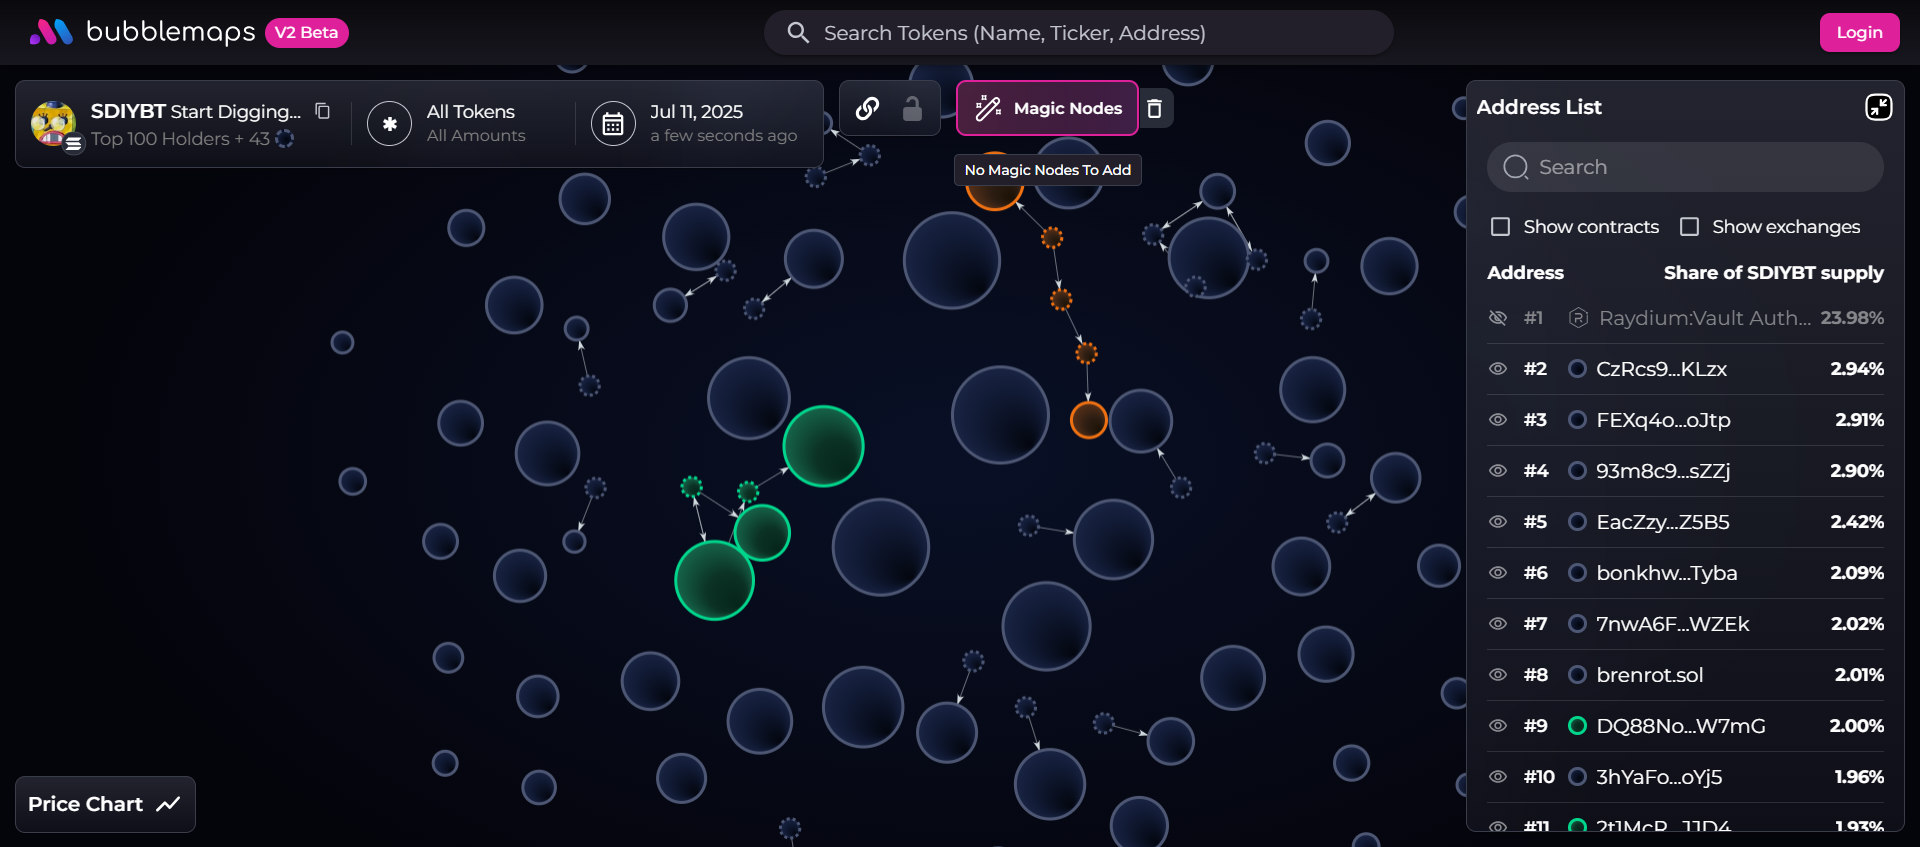 bubblemaps V2 Beta
Search Tokens (Name, Ticker, Address)
Login
SDIYBT Start Digging...
Top 100 Holders + 43
All Tokens
All Amounts
Jul 11, 2025
a few seconds ago
Magic Nodes
No Magic Nodes To Add
Address List
Search
Show contracts Show exchanges
Address Share of SDIYBT supply
#1 Raydium:Vault Auth... 23.98%
#2 CzRcs9...KLzx 2.94%
#3 FEXq4o...oJtp 2.91%
#4 93m8c9...sZZj 2.90%
#5 EacZzy...Z5B5 2.42%
#6 bonkhw...Tyba 2.09%
#7 7nwA6F...WZEk 2.02%
#8 brenrot.sol 2.01%
#9 DQ88No...W7mG 2.00%
#10 3hYaFo...oYj5 1.96%
#11 1.93%
Price Chart